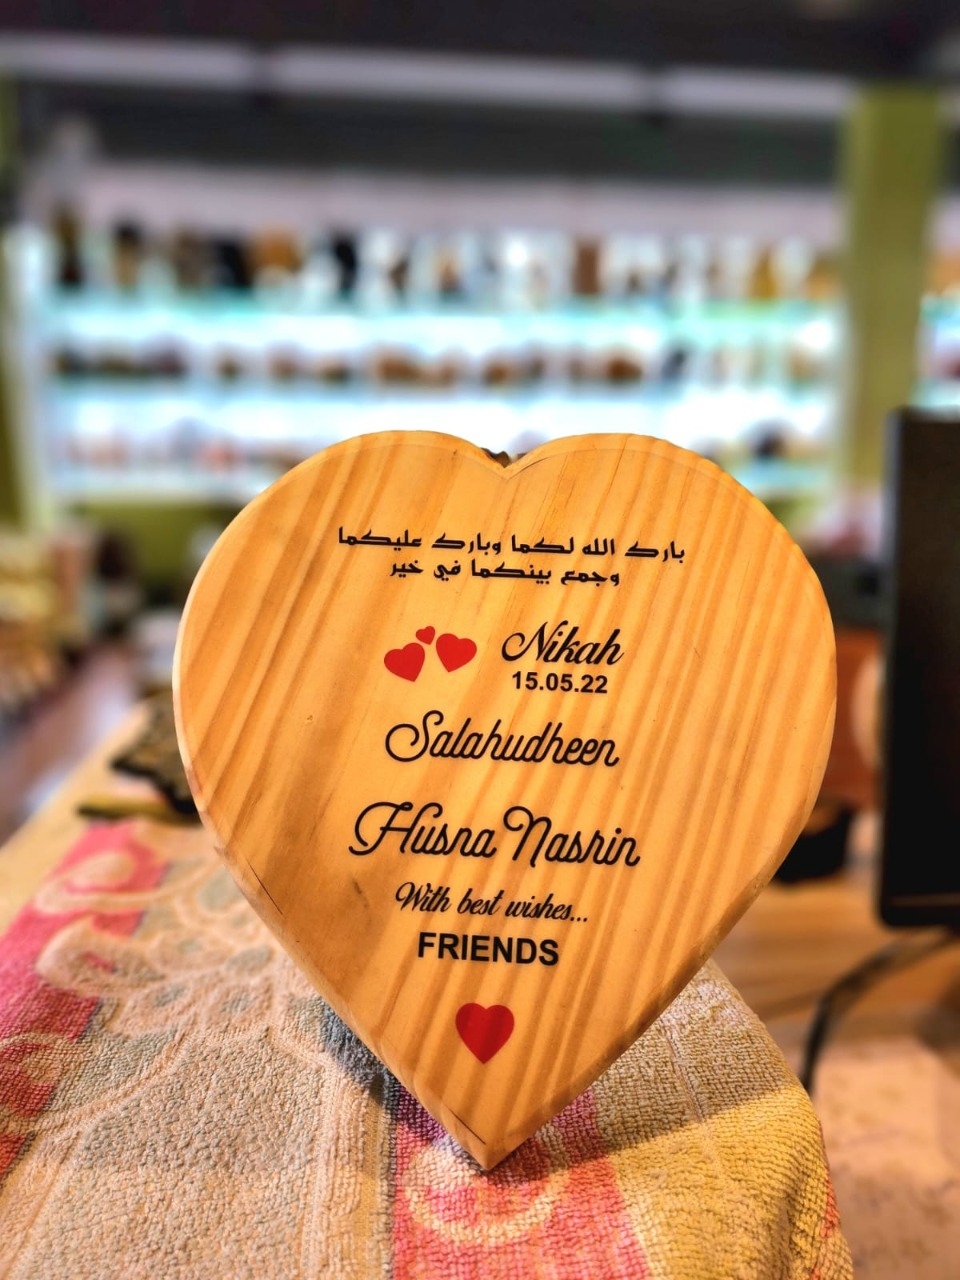 بارك الله لكما وبارك عليكما
وجمع بينكما في خير
Nikah
15.05.22
Salahudheen
Husna Nasrin
With best wishes...
FRIENDS